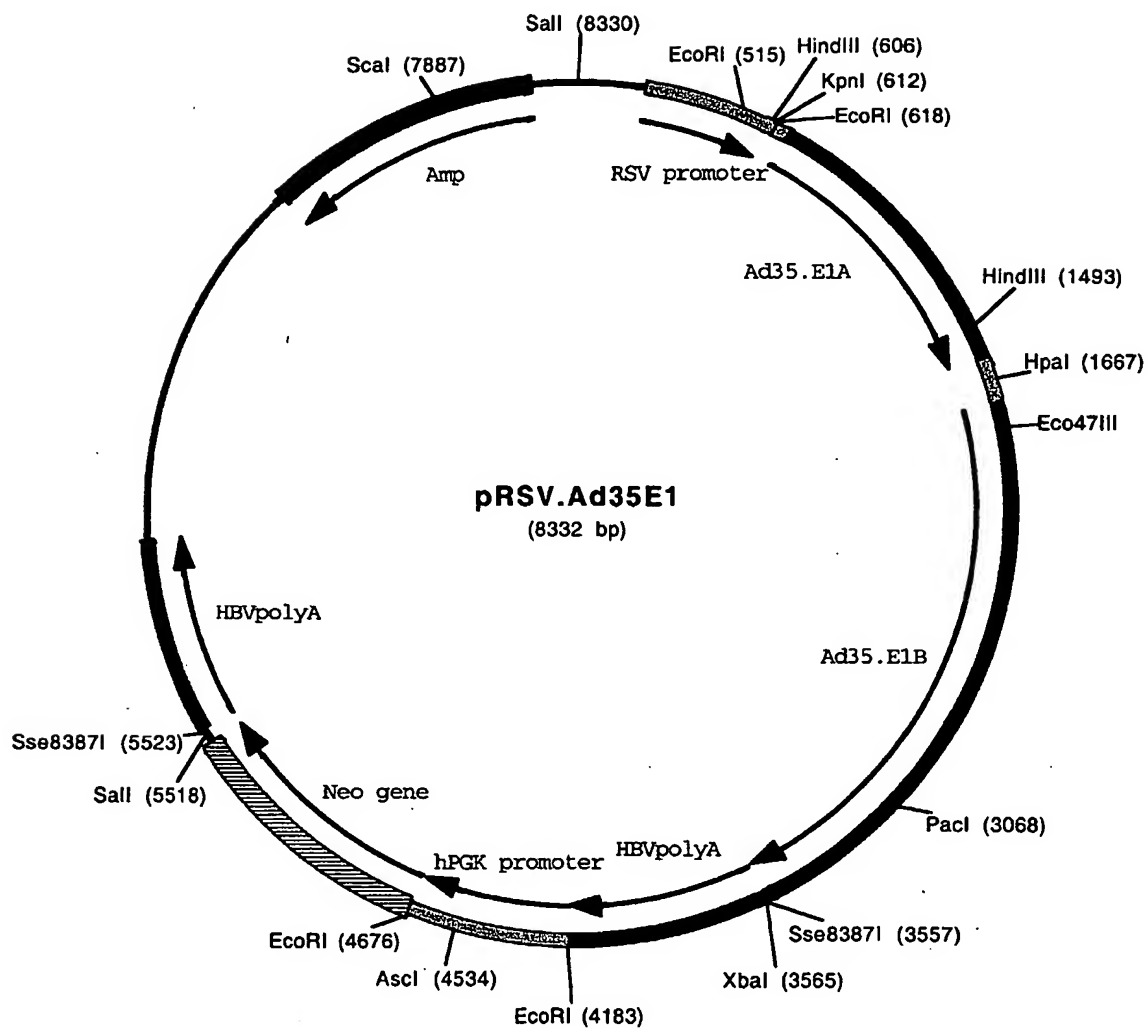 SalI (8330)
ScaI (7887)
EcoRI (515)
HindIII (606)
KpnI (612)
EcoRI (618)
Amp
RSV promoter
Ad35.E1A
HindIII (1493)
HpaI (1667)
Eco47III
pRSV.Ad35E1
(8332 bp)
HBVpolyA
Ad35.E1B
Sse8387I (5523)
SalI (5518)
Neo gene
PacI (3068)
hPGK promoter
HBVpolyA
EcoRI (4676)
Sse8387I (3557)
AscI (4534)
XbaI (3565)
EcoRI (4183)